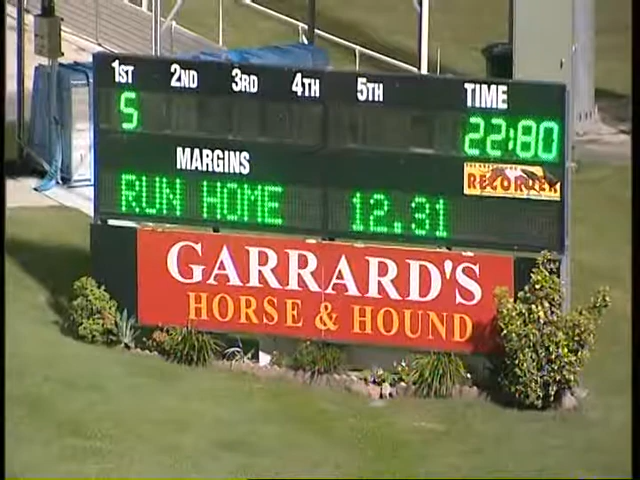 1ST 2ND 3RD 4TH 5TH TIME
5 22:80
MARGINS
RECORDER
RUN HOME 12.31
GARRARD'S
HORSE & HOUND